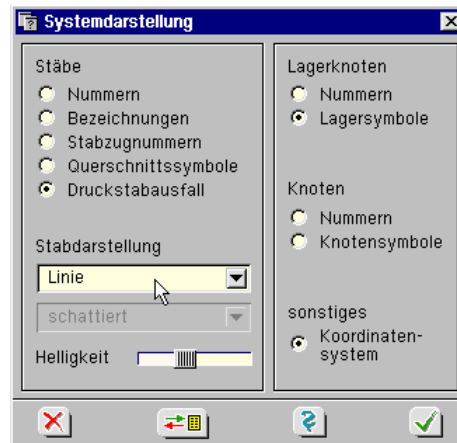 Systemdarstellung
Stäbe
Nummern
Bezeichnungen
Stabzugnummern
Querschnittssymbole
Druckstabausfall
Stabdarstellung
Linie
schattiert
Helligkeit
Lagerknoten
Nummern
Lagersymbole
Knoten
Nummern
Knotensymbole
sonstiges
Koordinaten-
system